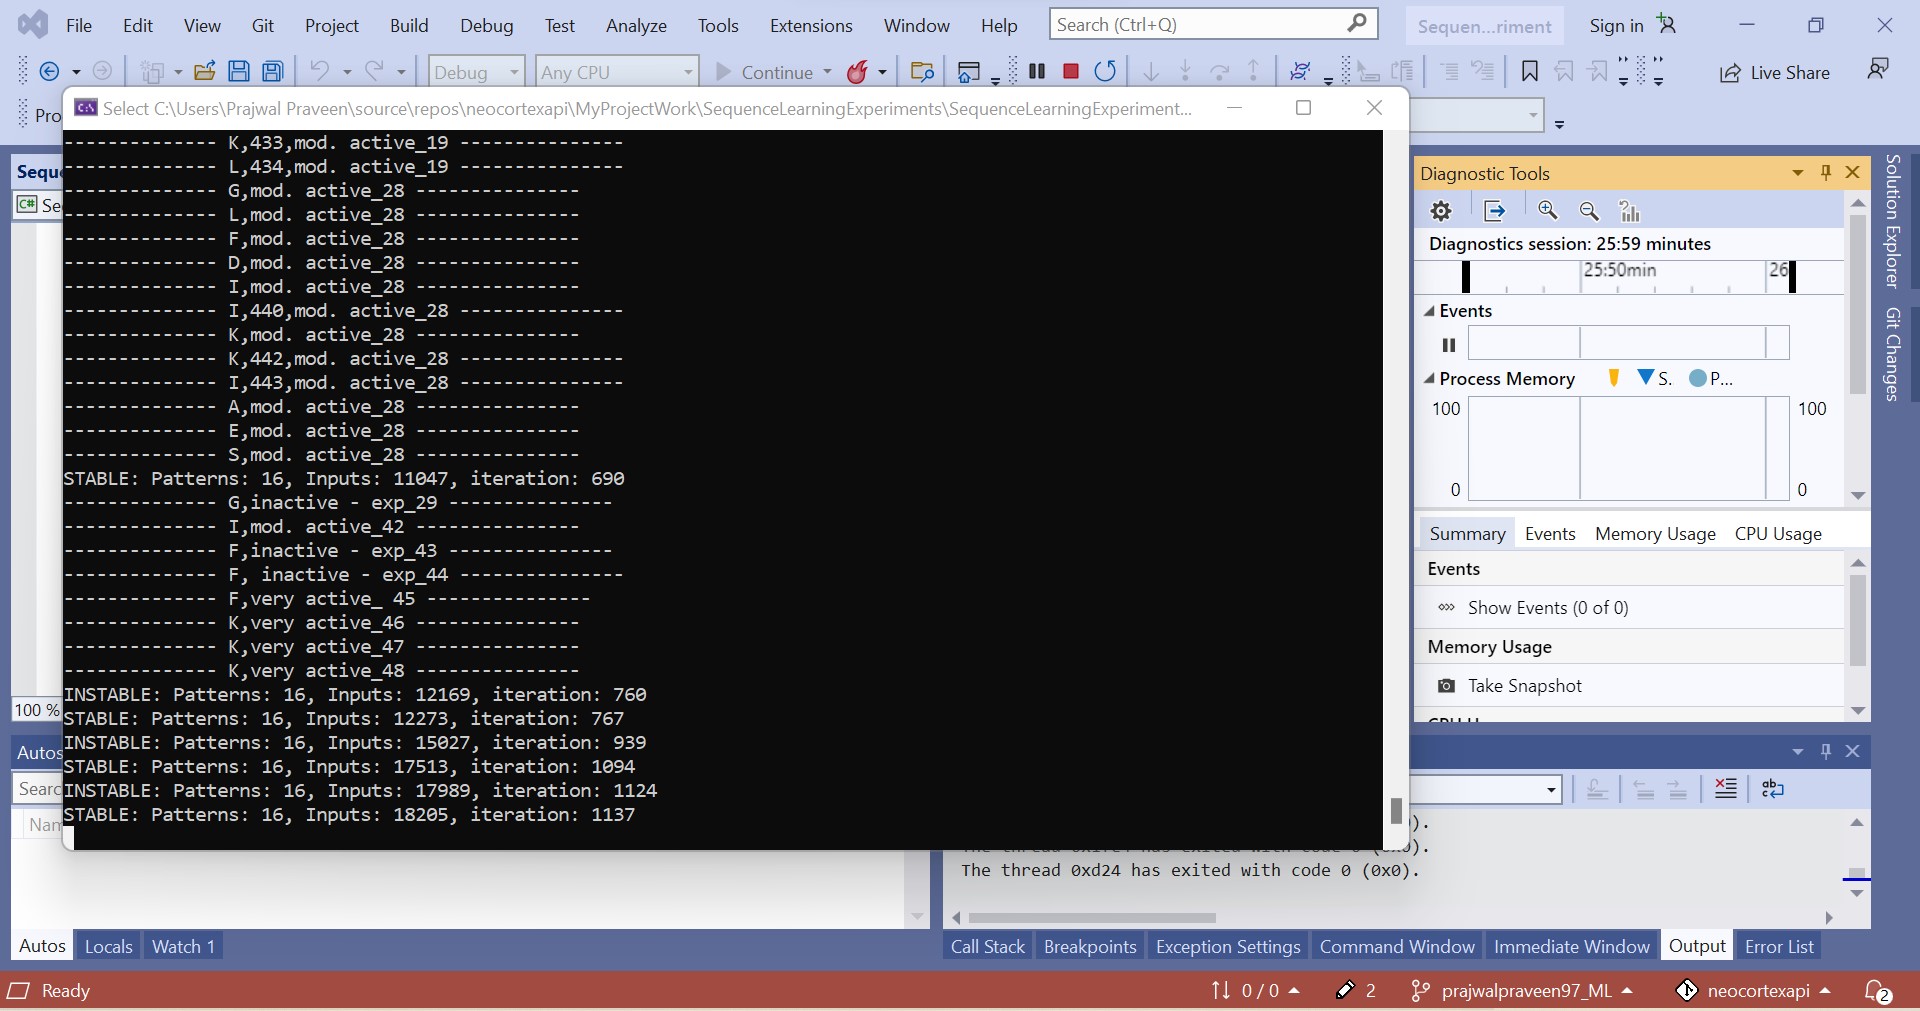 File Edit View Git Project Build Debug Test Analyze Tools Extensions Window Help Search (Ctrl+Q) Sequen...riment Sign in
Debug Any CPU Continue Live Share
Pro
Select C:\Users\Prajwal Praveen\source\repos\neocortexapi\MyProjectWork\SequenceLearningExperiments\SequenceLearningExperiment...
-------------- K,433,mod. active_19 ---------------
-------------- L,434,mod. active_19 ---------------
-------------- G,mod. active_28 ---------------
-------------- L,mod. active_28 ---------------
-------------- F,mod. active_28 ---------------
-------------- D,mod. active_28 ---------------
-------------- I,mod. active_28 ---------------
-------------- I,440,mod. active_28 ---------------
-------------- K,mod. active_28 ---------------
-------------- K,442,mod. active_28 ---------------
-------------- I,443,mod. active_28 ---------------
-------------- A,mod. active_28 ---------------
-------------- E,mod. active_28 ---------------
-------------- S,mod. active_28 ---------------
STABLE: Patterns: 16, Inputs: 11047, iteration: 690
-------------- G,inactive - exp_29 ---------------
-------------- I,mod. active_42 ---------------
-------------- F,inactive - exp_43 ---------------
-------------- F, inactive - exp_44 ---------------
-------------- F,very active_ 45 ---------------
-------------- K,very active_46 ---------------
-------------- K,very active_47 ---------------
-------------- K,very active_48 ---------------
INSTABLE: Patterns: 16, Inputs: 12169, iteration: 760
STABLE: Patterns: 16, Inputs: 12273, iteration: 767
INSTABLE: Patterns: 16, Inputs: 15027, iteration: 939
STABLE: Patterns: 16, Inputs: 17513, iteration: 1094
INSTABLE: Patterns: 16, Inputs: 17989, iteration: 1124
STABLE: Patterns: 16, Inputs: 18205, iteration: 1137
Sequ
C# Se
100 %
Autos
Searc
Nam
Diagnostic Tools
Diagnostics session: 25:59 minutes
25:50min 26
Events
Process Memory S. P...
100 100
0 0
Summary Events Memory Usage CPU Usage
Events
Show Events (0 of 0)
Memory Usage
Take Snapshot
Solution Explorer
Git Changes
The thread 0xd24 has exited with code 0 (0x0).
Autos Locals Watch 1
Call Stack Breakpoints Exception Settings Command Window Immediate Window Output Error List
Ready 0 / 0 2 prajwalpraveen97_ML neocortexapi 2